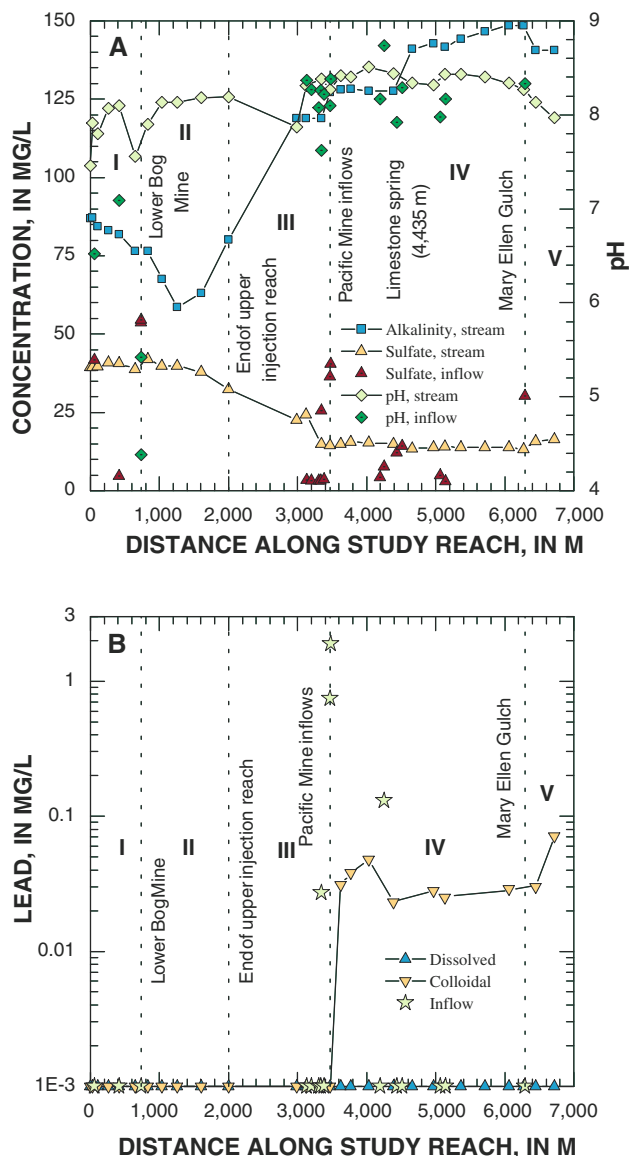 A
150
125
100
75
50
25
0
CONCENTRATION, IN MG/L
9
8
7
6
5
4
pH
I
Lower Bog
Mine
II
Endof upper
injection reach
III
Pacific Mine inflows
Limestone spring
(4,435 m)
IV
Mary Ellen Gulch
V
Alkalinity, stream
Sulfate, stream
Sulfate, inflow
pH, stream
pH, inflow
0 1,000 2,000 3,000 4,000 5,000 6,000 7,000
DISTANCE ALONG STUDY REACH, IN M
B
3
1
0.1
0.01
1E-3
LEAD, IN MG/L
I
Lower BogMine
II
Endof upper injection reach
III
Pacific Mine inflows
IV
Mary Ellen Gulch
V
Dissolved
Colloidal
Inflow
0 1,000 2,000 3,000 4,000 5,000 6,000 7,000
DISTANCE ALONG STUDY REACH, IN M